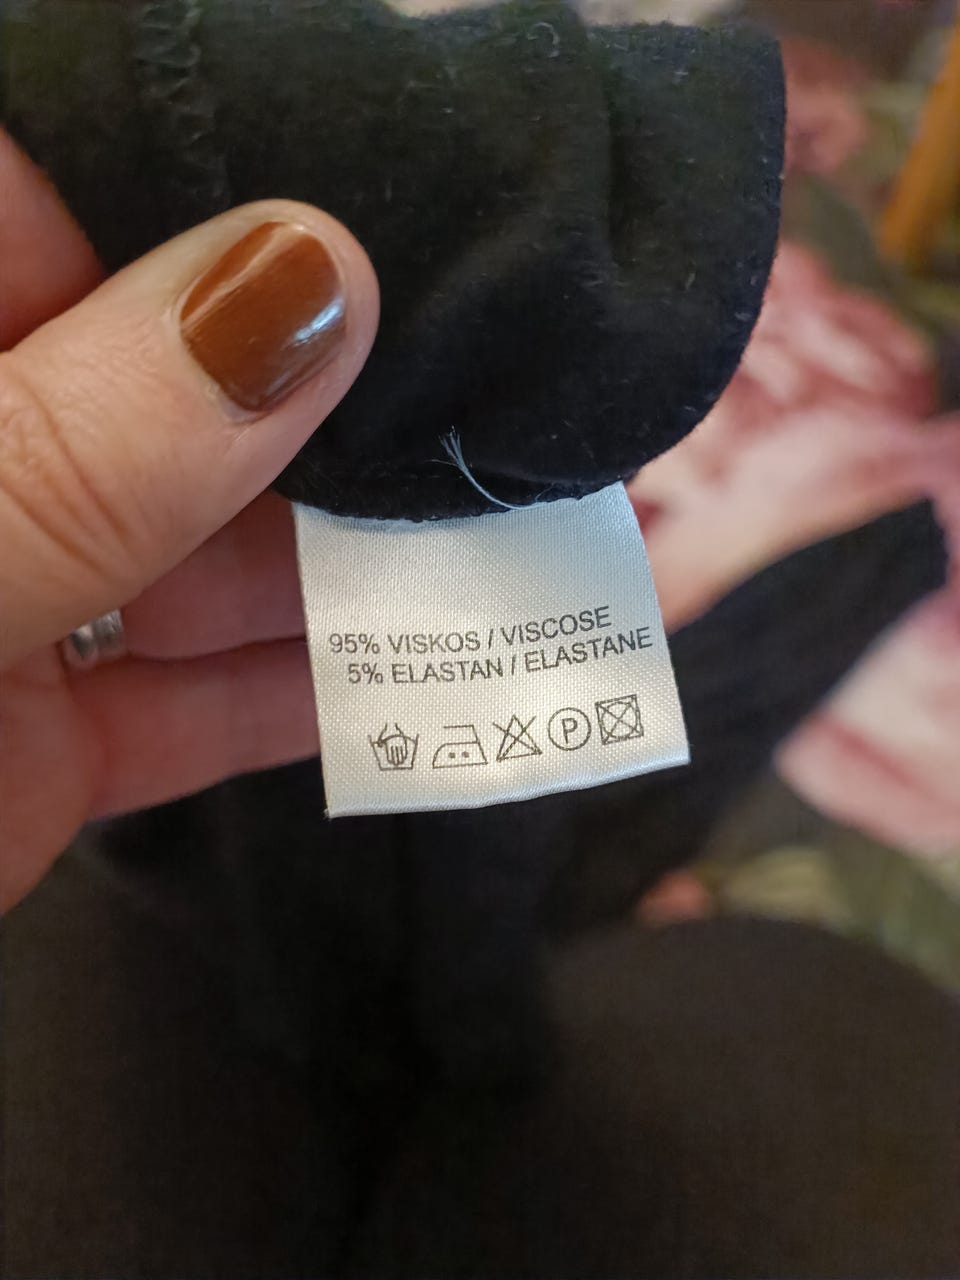 95% VISKOS / VISCOSE
5% ELASTAN / ELASTANE
P